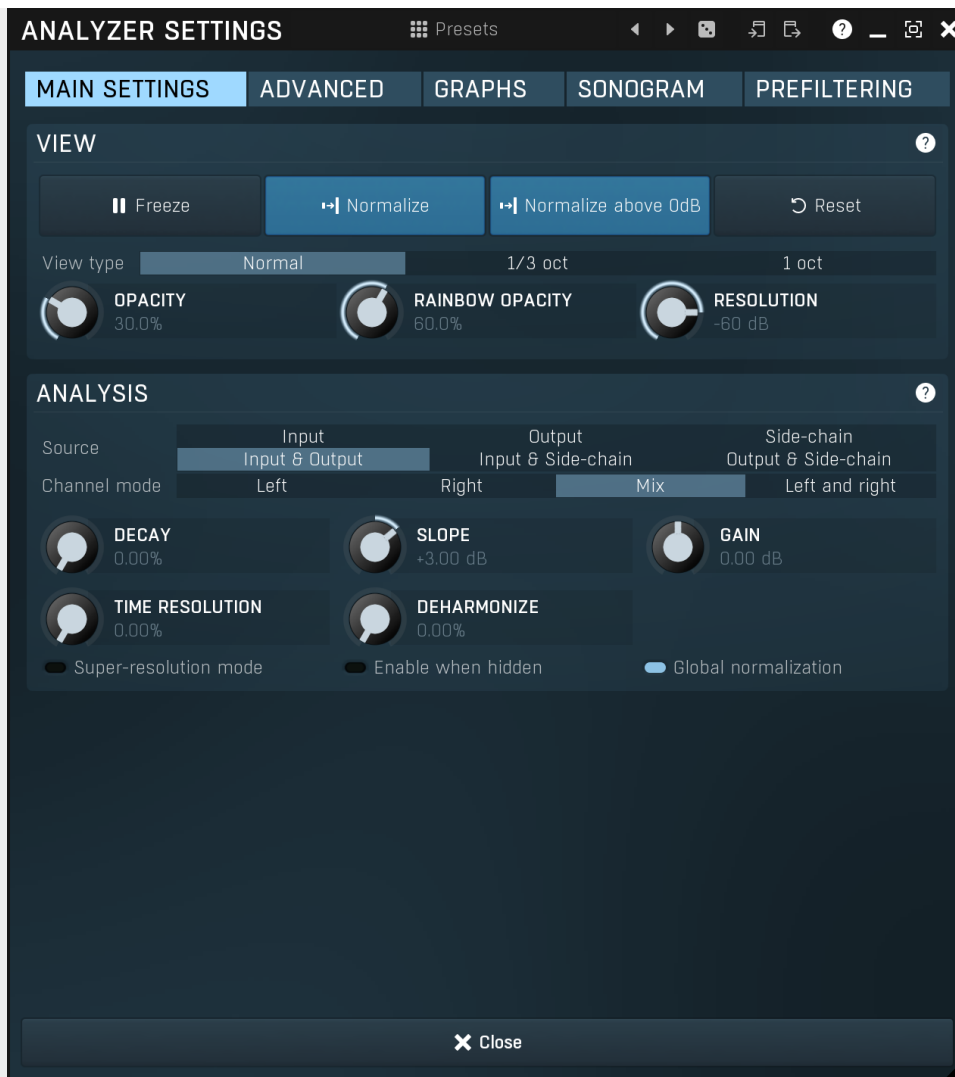 ANALYZER SETTINGS Presets ?
MAIN SETTINGS ADVANCED GRAPHS SONOGRAM PREFILTERING
VIEW ?
Freeze Normalize Normalize above 0dB Reset
View type Normal 1/3 oct 1 oct
OPACITY RAINBOW OPACITY RESOLUTION
30.0% 60.0% -60 dB
ANALYSIS ?
Input Output Side-chain
Source
Input & Output Input & Side-chain Output & Side-chain
Channel mode Left Right Mix Left and right
DECAY SLOPE GAIN
0.00% +3.00 dB 0.00 dB
TIME RESOLUTION DEHARMONIZE
0.00% 0.00%
Super-resolution mode Enable when hidden Global normalization
Close